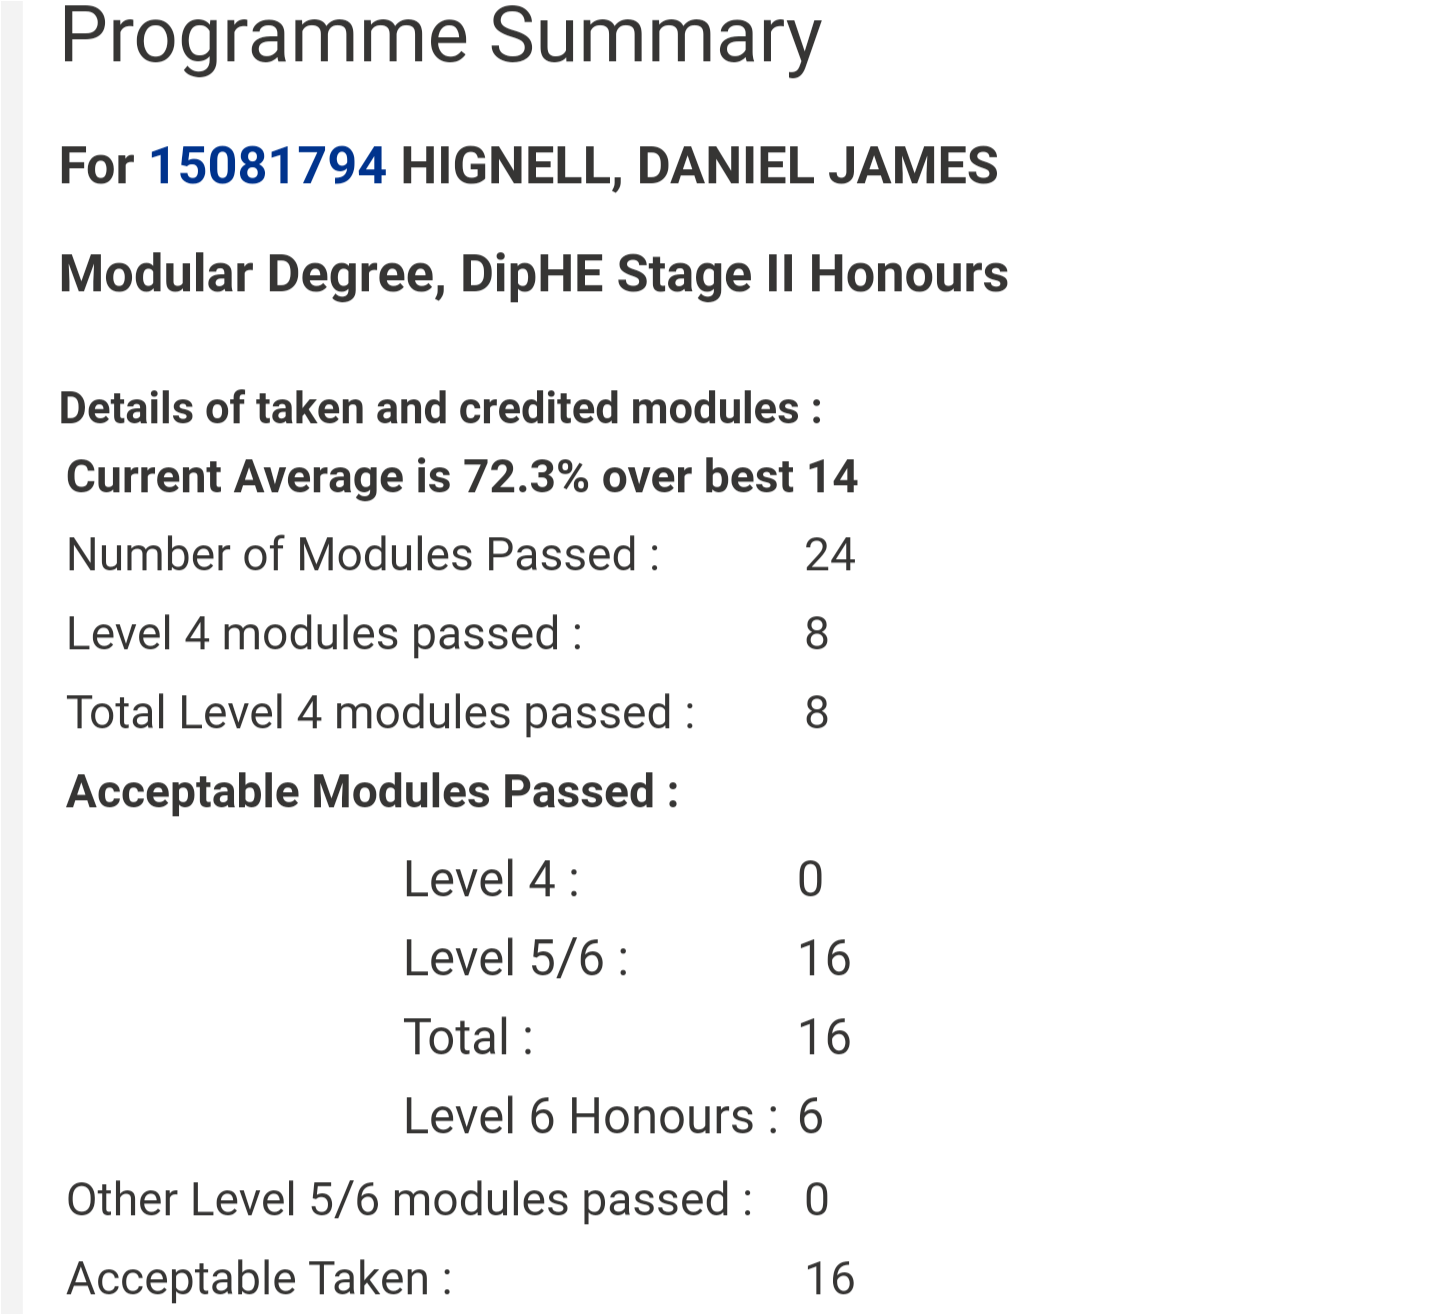 Programme Summary
For 15081794 HIGNELL, DANIEL JAMES
Modular Degree, DipHE Stage II Honours
Details of taken and credited modules :
Current Average is 72.3% over best 14
Number of Modules Passed : 24
Level 4 modules passed : 8
Total Level 4 modules passed : 8
Acceptable Modules Passed :
Level 4 : 0
Level 5/6 : 16
Total : 16
Level 6 Honours : 6
Other Level 5/6 modules passed : 0
Acceptable Taken : 16